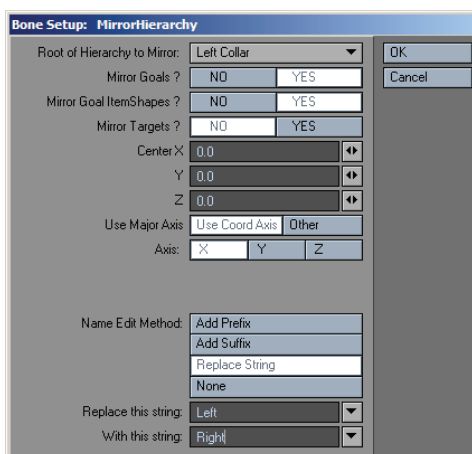 Bone Setup: MirrorHierarchy
Root of Hierarchy to Mirror: Left Collar OK
Mirror Goals ? NO YES Cancel
Mirror Goal ItemShapes ? NO YES
Mirror Targets ? NO YES
Center X 0.0
Y 0.0
Z 0.0
Use Major Axis Use Coord Axis Other
Axis: X Y Z
Name Edit Method: Add Prefix
Add Suffix
Replace String
None
Replace this string: Left
With this string: Right